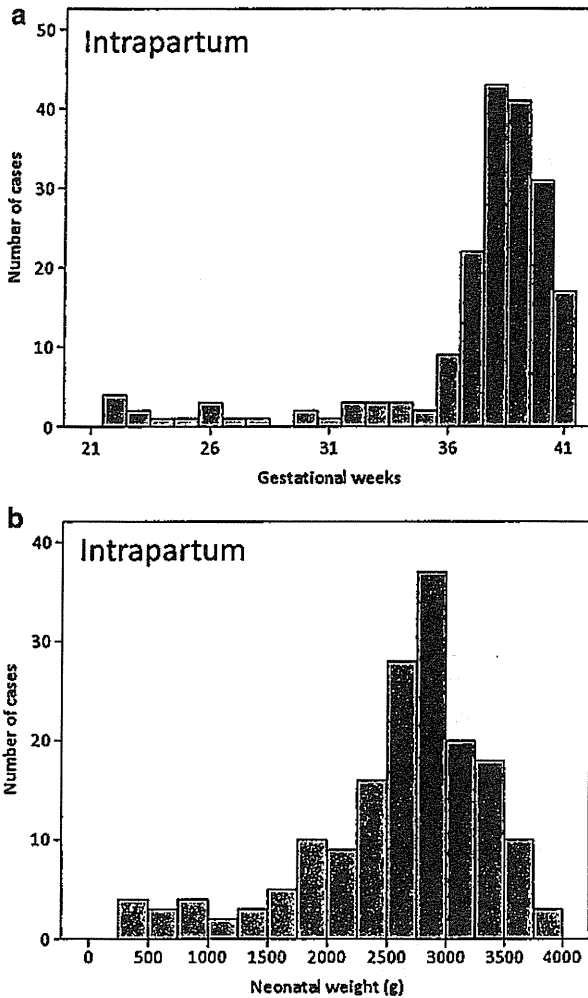 a
Intrapartum
50
40
30
20
10
0
Number of cases
21 26 31 36 41
Gestational weeks
b
Intrapartum
40
30
20
10
0
Number of cases
0 500 1000 1500 2000 2500 3000 3500 4000
Neonatal weight (g)